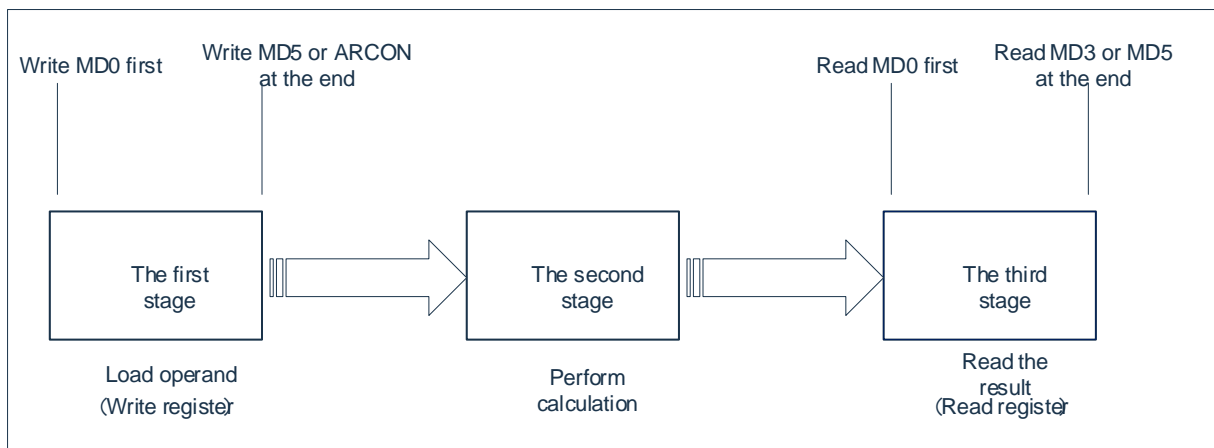 Write MD0 first
Write MD5 or ARCON
at the end
Read MD0 first
Read MD3 or MD5
at the end
The first
stage
The second
stage
The third
stage
Load operand
(Write register)
Perform
calculation
Read the
result
(Read register)